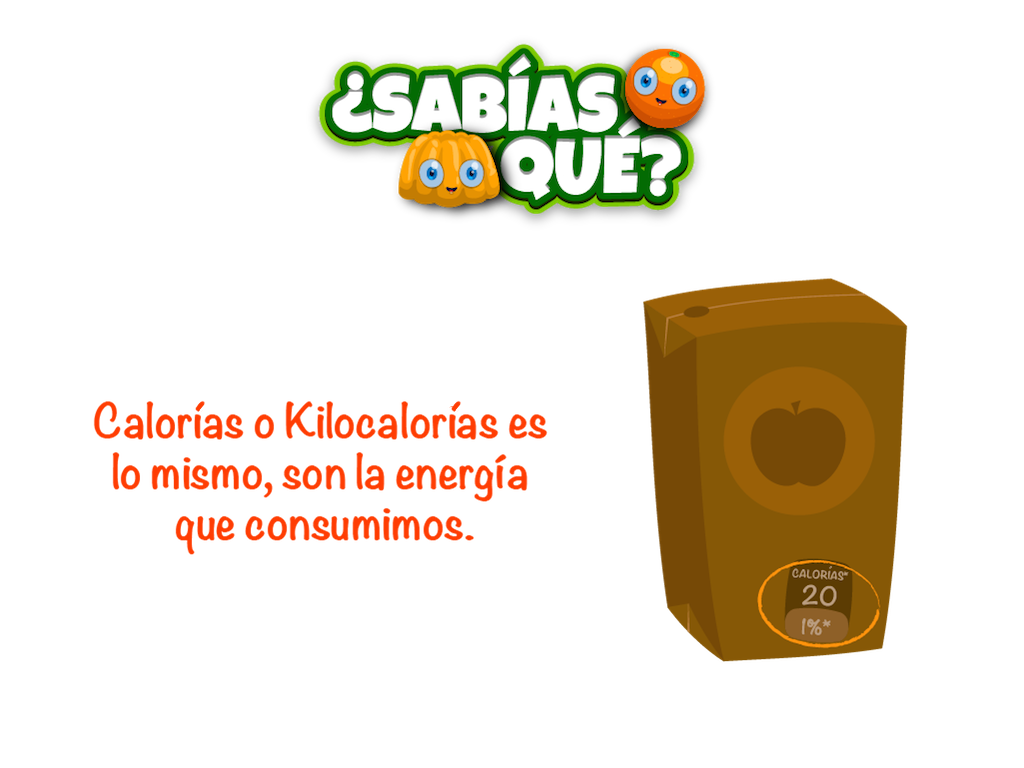 ¿SABÍAS
QUÉ?
Calorías o Kilocalorías es
lo mismo, son la energía
que consumimos.
CALORÍAS*
20
1%*